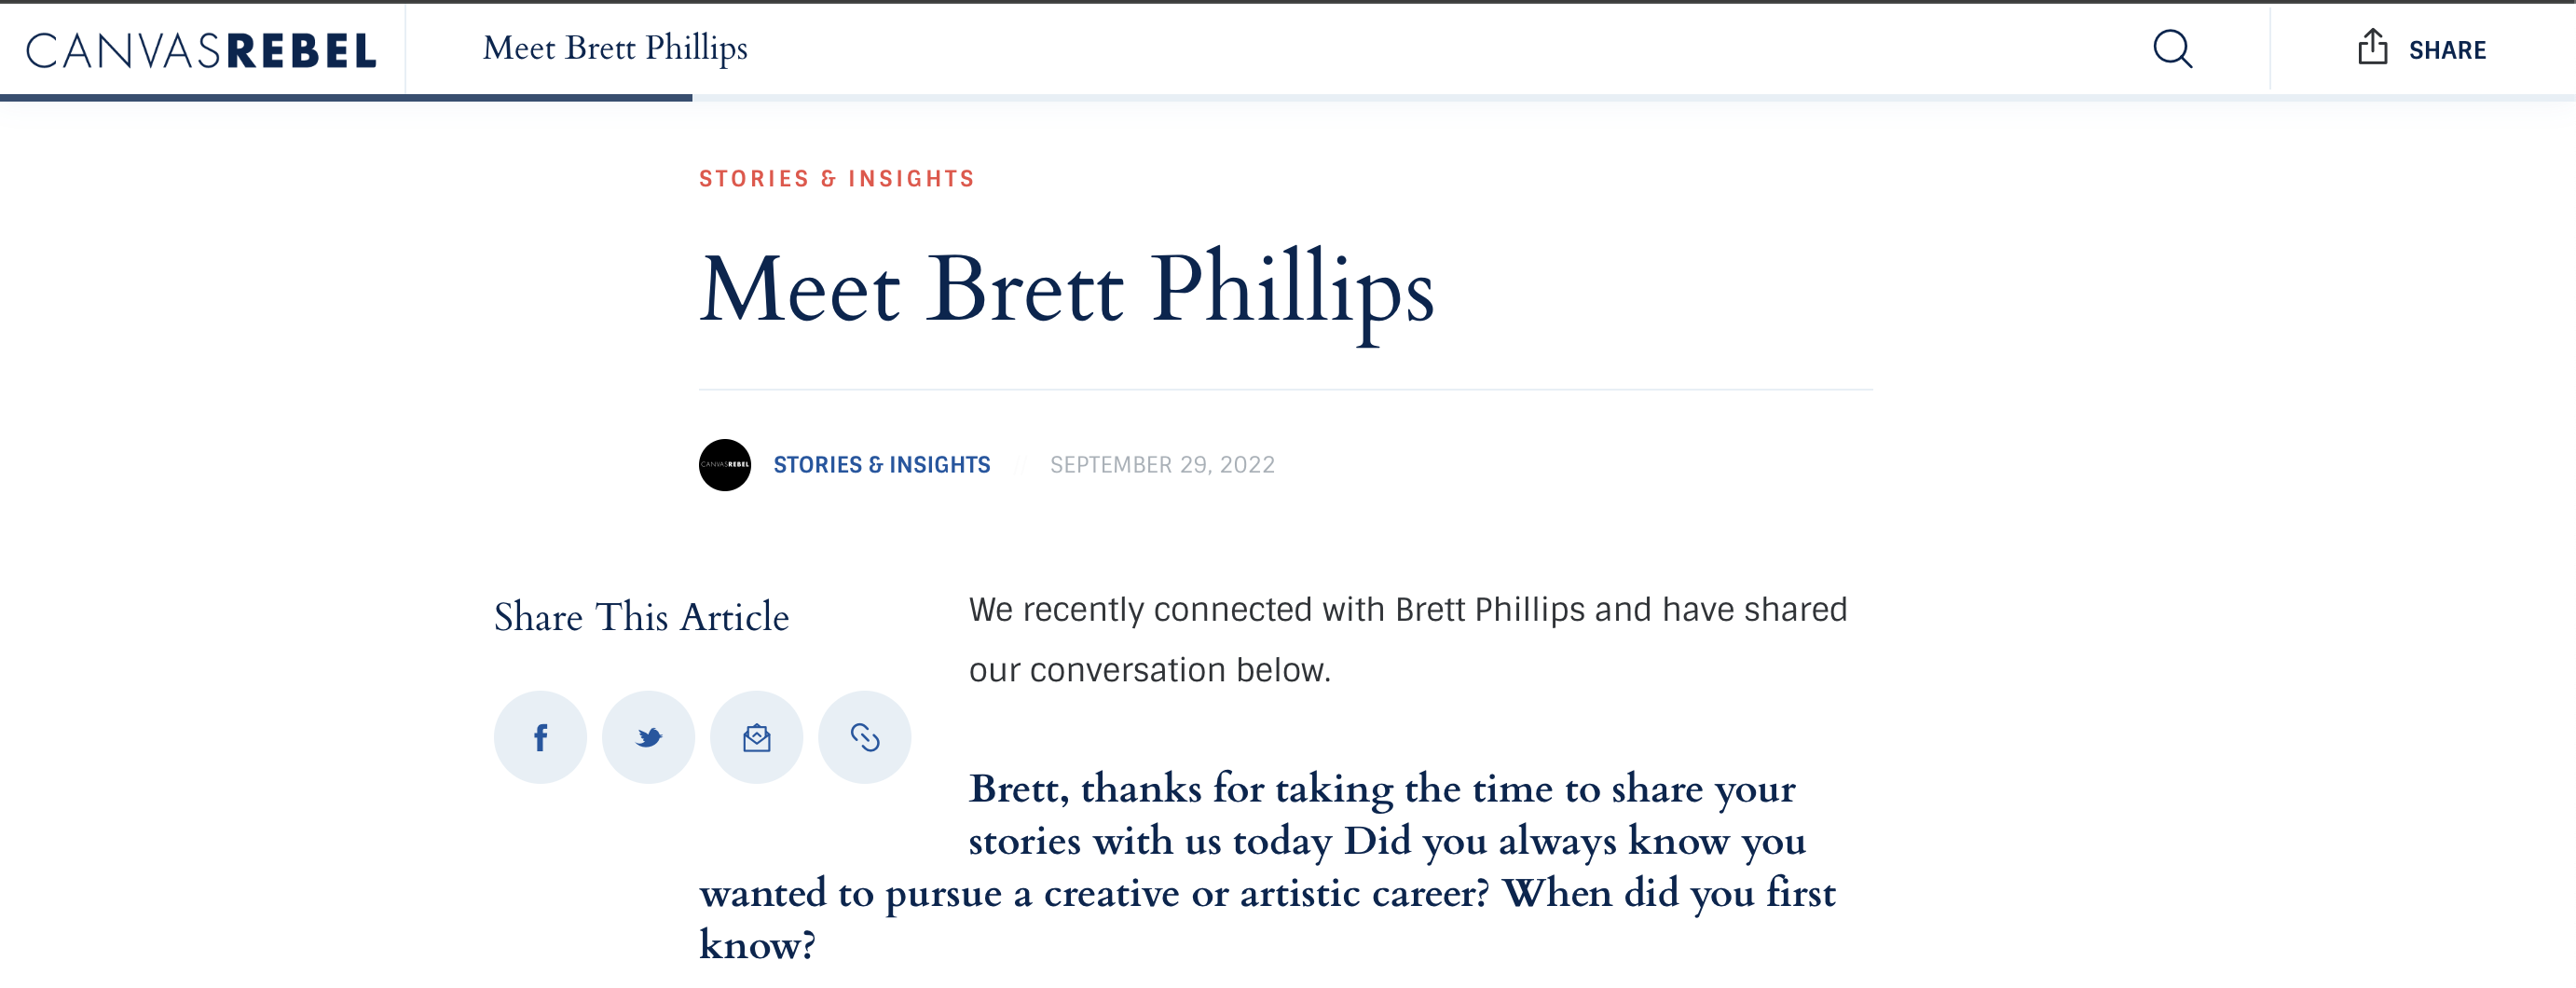 CANVASREBEL
Meet Brett Phillips
SHARE
STORIES & INSIGHTS
Meet Brett Phillips
CANVASREBEL
STORIES & INSIGHTS // SEPTEMBER 29, 2022
Share This Article
We recently connected with Brett Phillips and have shared
our conversation below.
Brett, thanks for taking the time to share your
stories with us today Did you always know you
wanted to pursue a creative or artistic career? When did you first
know?